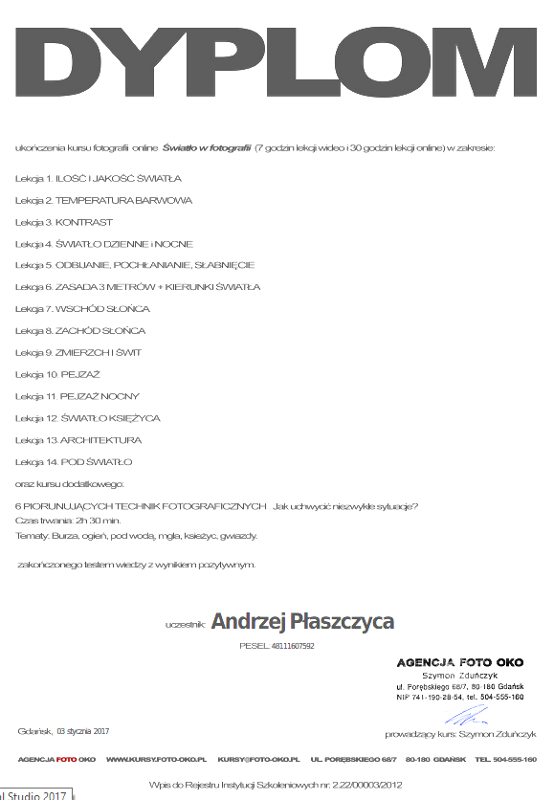 DYPLOM
ukończenia kursu fotografii online Światło w fotografii (7 godzin lekcji wideo i 30 godzin lekcji online) w zakresie:
Lekcja 1. ILOŚĆ I JAKOŚĆ ŚWIATŁA
Lekcja 2. TEMPERATURA BARWOWA
Lekcja 3. KONTRAST
Lekcja 4. ŚWIATŁO DZIENNE i NOCNE
Lekcja 5. ODBIJANIE, POCHŁANIANIE, SŁABNIĘCIE
Lekcja 6. ZASADA 3 METRÓW + KIERUNKI ŚWIATŁA
Lekcja 7. WSCHÓD SŁOŃCA
Lekcja 8. ZACHÓD SŁOŃCA
Lekcja 9. ZMIERZCH I ŚWIT
Lekcja 10. PEJZAŻ
Lekcja 11. PEJZAŻ NOCNY
Lekcja 12. ŚWIATŁO KSIĘŻYCA
Lekcja 13. ARCHITEKTURA
Lekcja 14. POD ŚWIATŁO
oraz kursu dodatkowego:
6 PIORUNUJĄCYCH TECHNIK FOTOGRAFICZNYCH Jak uchwycić niezwykłe sytuacje?
Czas trwania: 2h 30 min.
Tematy: Burza, ogień, pod wodą, mgła, księżyc, gwiazdy.
zakończonego testem wiedzy z wynikiem pozytywnym.
uczestnik: Andrzej Płaszczyca
PESEL: 48111607592
AGENCJA FOTO OKO
Szymon Zduńczyk
ul. Porębskiego 68/7, 80-180 Gdańsk
NIP 741-190-28-54, tel. 504-555-160
Gdańsk, 03 stycznia 2017
prowadzący kurs: Szymon Zduńczyk
AGENCJA FOTO OKO WWW.KURSY.FOTO-OKO.PL KURSY@FOTO-OKO.PL UL. PORĘBSKIEGO 68/7 80-180 GDAŃSK TEL. 504-555-160
Wpis do Rejestru Instytucji Szkoleniowych nr. 2.22/00003/2012
al Studio 2017